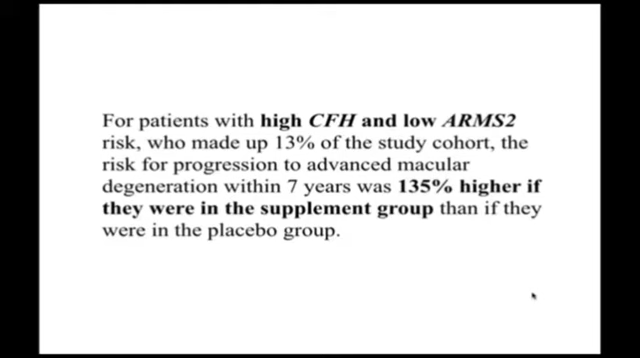 For patients with high CFH and low ARMS2
risk, who made up 13% of the study cohort, the
risk for progression to advanced macular
degeneration within 7 years was 135% higher if
they were in the supplement group than if they
were in the placebo group.